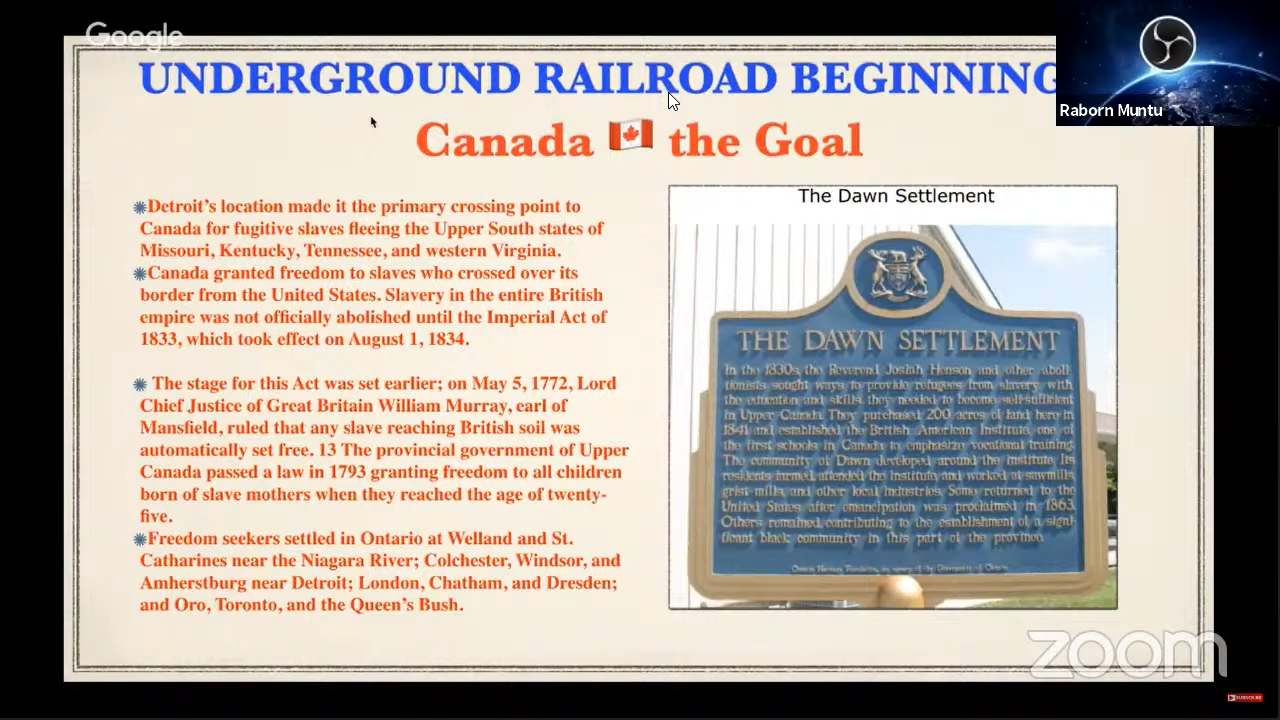 Google
UNDERGROUND RAILROAD BEGINNING
Raborn Muntu
Canada 🇨🇦 the Goal
Detroit’s location made it the primary crossing point to
Canada for fugitive slaves fleeing the Upper South states of
Missouri, Kentucky, Tennessee, and western Virginia.
Canada granted freedom to slaves who crossed over its
border from the United States. Slavery in the entire British
empire was not officially abolished until the Imperial Act of
1833, which took effect on August 1, 1834.
The stage for this Act was set earlier; on May 5, 1772, Lord
Chief Justice of Great Britain William Murray, earl of
Mansfield, ruled that any slave reaching British soil was
automatically set free. 13 The provincial government of Upper
Canada passed a law in 1793 granting freedom to all children
born of slave mothers when they reached the age of twenty-
five.
Freedom seekers settled in Ontario at Welland and St.
Catharines near the Niagara River; Colchester, Windsor, and
Amherstburg near Detroit; London, Chatham, and Dresden;
and Oro, Toronto, and the Queen’s Bush.
The Dawn Settlement
THE DAWN SETTLEMENT
In the 1830s, the Reverend Josiah Henson and other aboli-
tionists sought ways to provide refugees from slavery with
the education and skills they needed to become self-sufficient
in Upper Canada. They purchased 200 acres of land here in
1841 and established the British American Institute, one of
the first schools in Canada to emphasize vocational training.
The community of Dawn developed around the Institute. Its
residents farmed, attended the Institute, and worked at sawmills,
grist mills, and other local industries. Some returned to the
United States after emancipation was proclaimed in 1863.
Others remained, contributing to the establishment of a signi-
ficant black community in this part of the province.
zoom
SUBSCRIBE